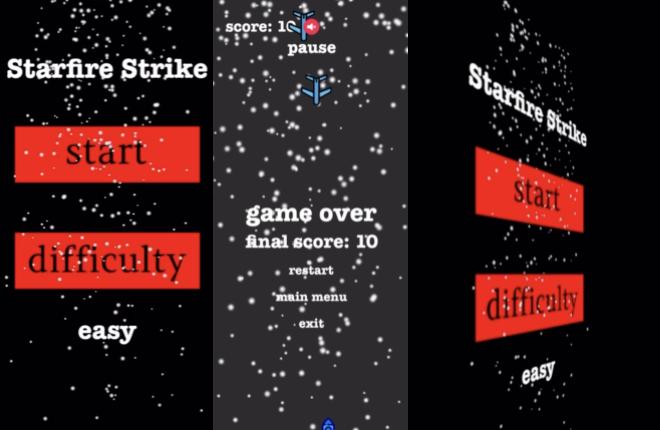 Starfire Strike
start
difficulty
easy
score: 10
pause
game over
final score: 10
restart
main menu
exit
Starfire Strike
start
difficulty
easy